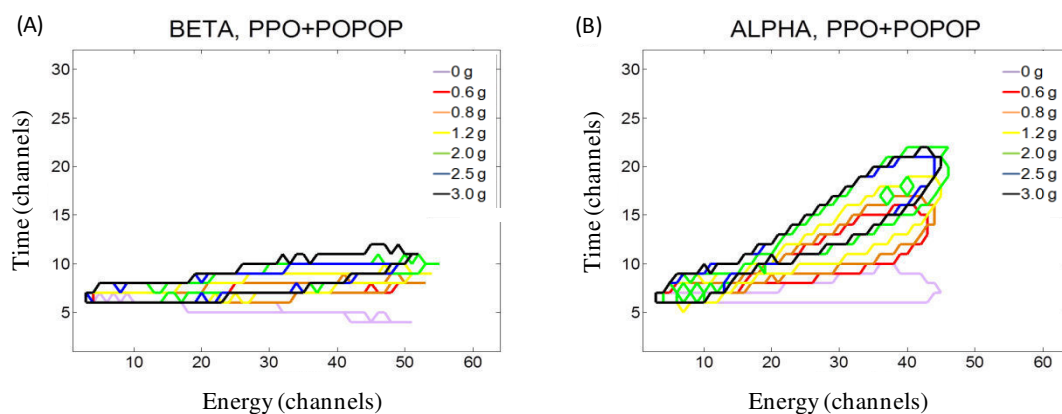 (A)
BETA, PPO+POPOP
30
25
20
15
10
5
Time (channels)
10 20 30 40 50 60
Energy (channels)
0 g
0.6 g
0.8 g
1.2 g
2.0 g
2.5 g
3.0 g
(B)
ALPHA, PPO+POPOP
30
25
20
15
10
5
Time (channels)
10 20 30 40 50 60
Energy (channels)
0 g
0.6 g
0.8 g
1.2 g
2.0 g
2.5 g
3.0 g